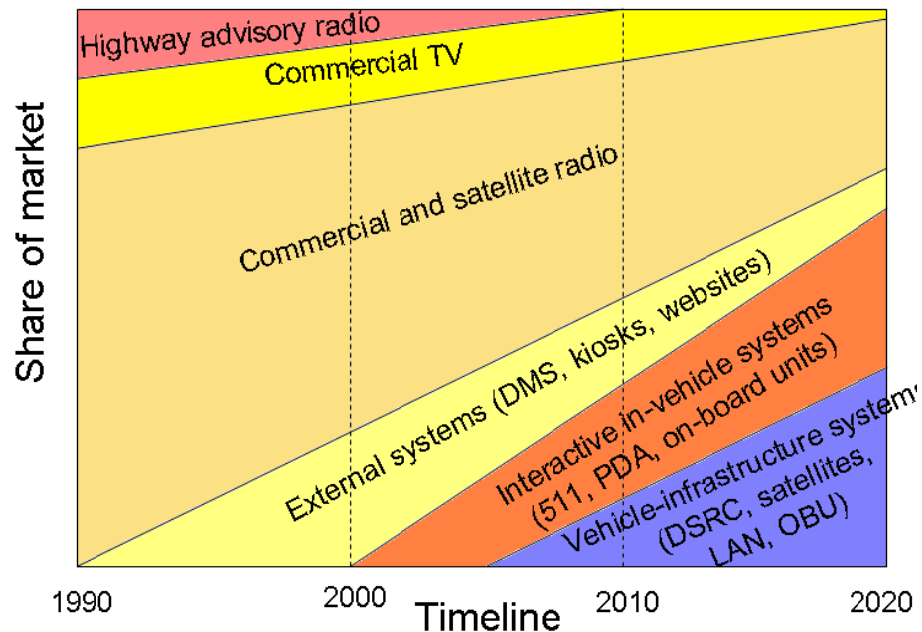 Highway advisory radio
Commercial TV
Commercial and satellite radio
External systems (DMS, kiosks, websites)
Interactive in-vehicle systems
(511, PDA, on-board units)
Vehicle-infrastructure systems
(DSRC, satellites,
LAN, OBU)
Share of market
1990
2000
2010
2020
Timeline